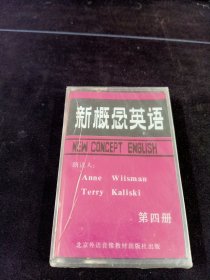 新概念英语
NEW CONCEPT ENGLISH
朗读人：
Anne Wiisman
Terry Kaliski
第四册
北京外语音像教材出版社出版